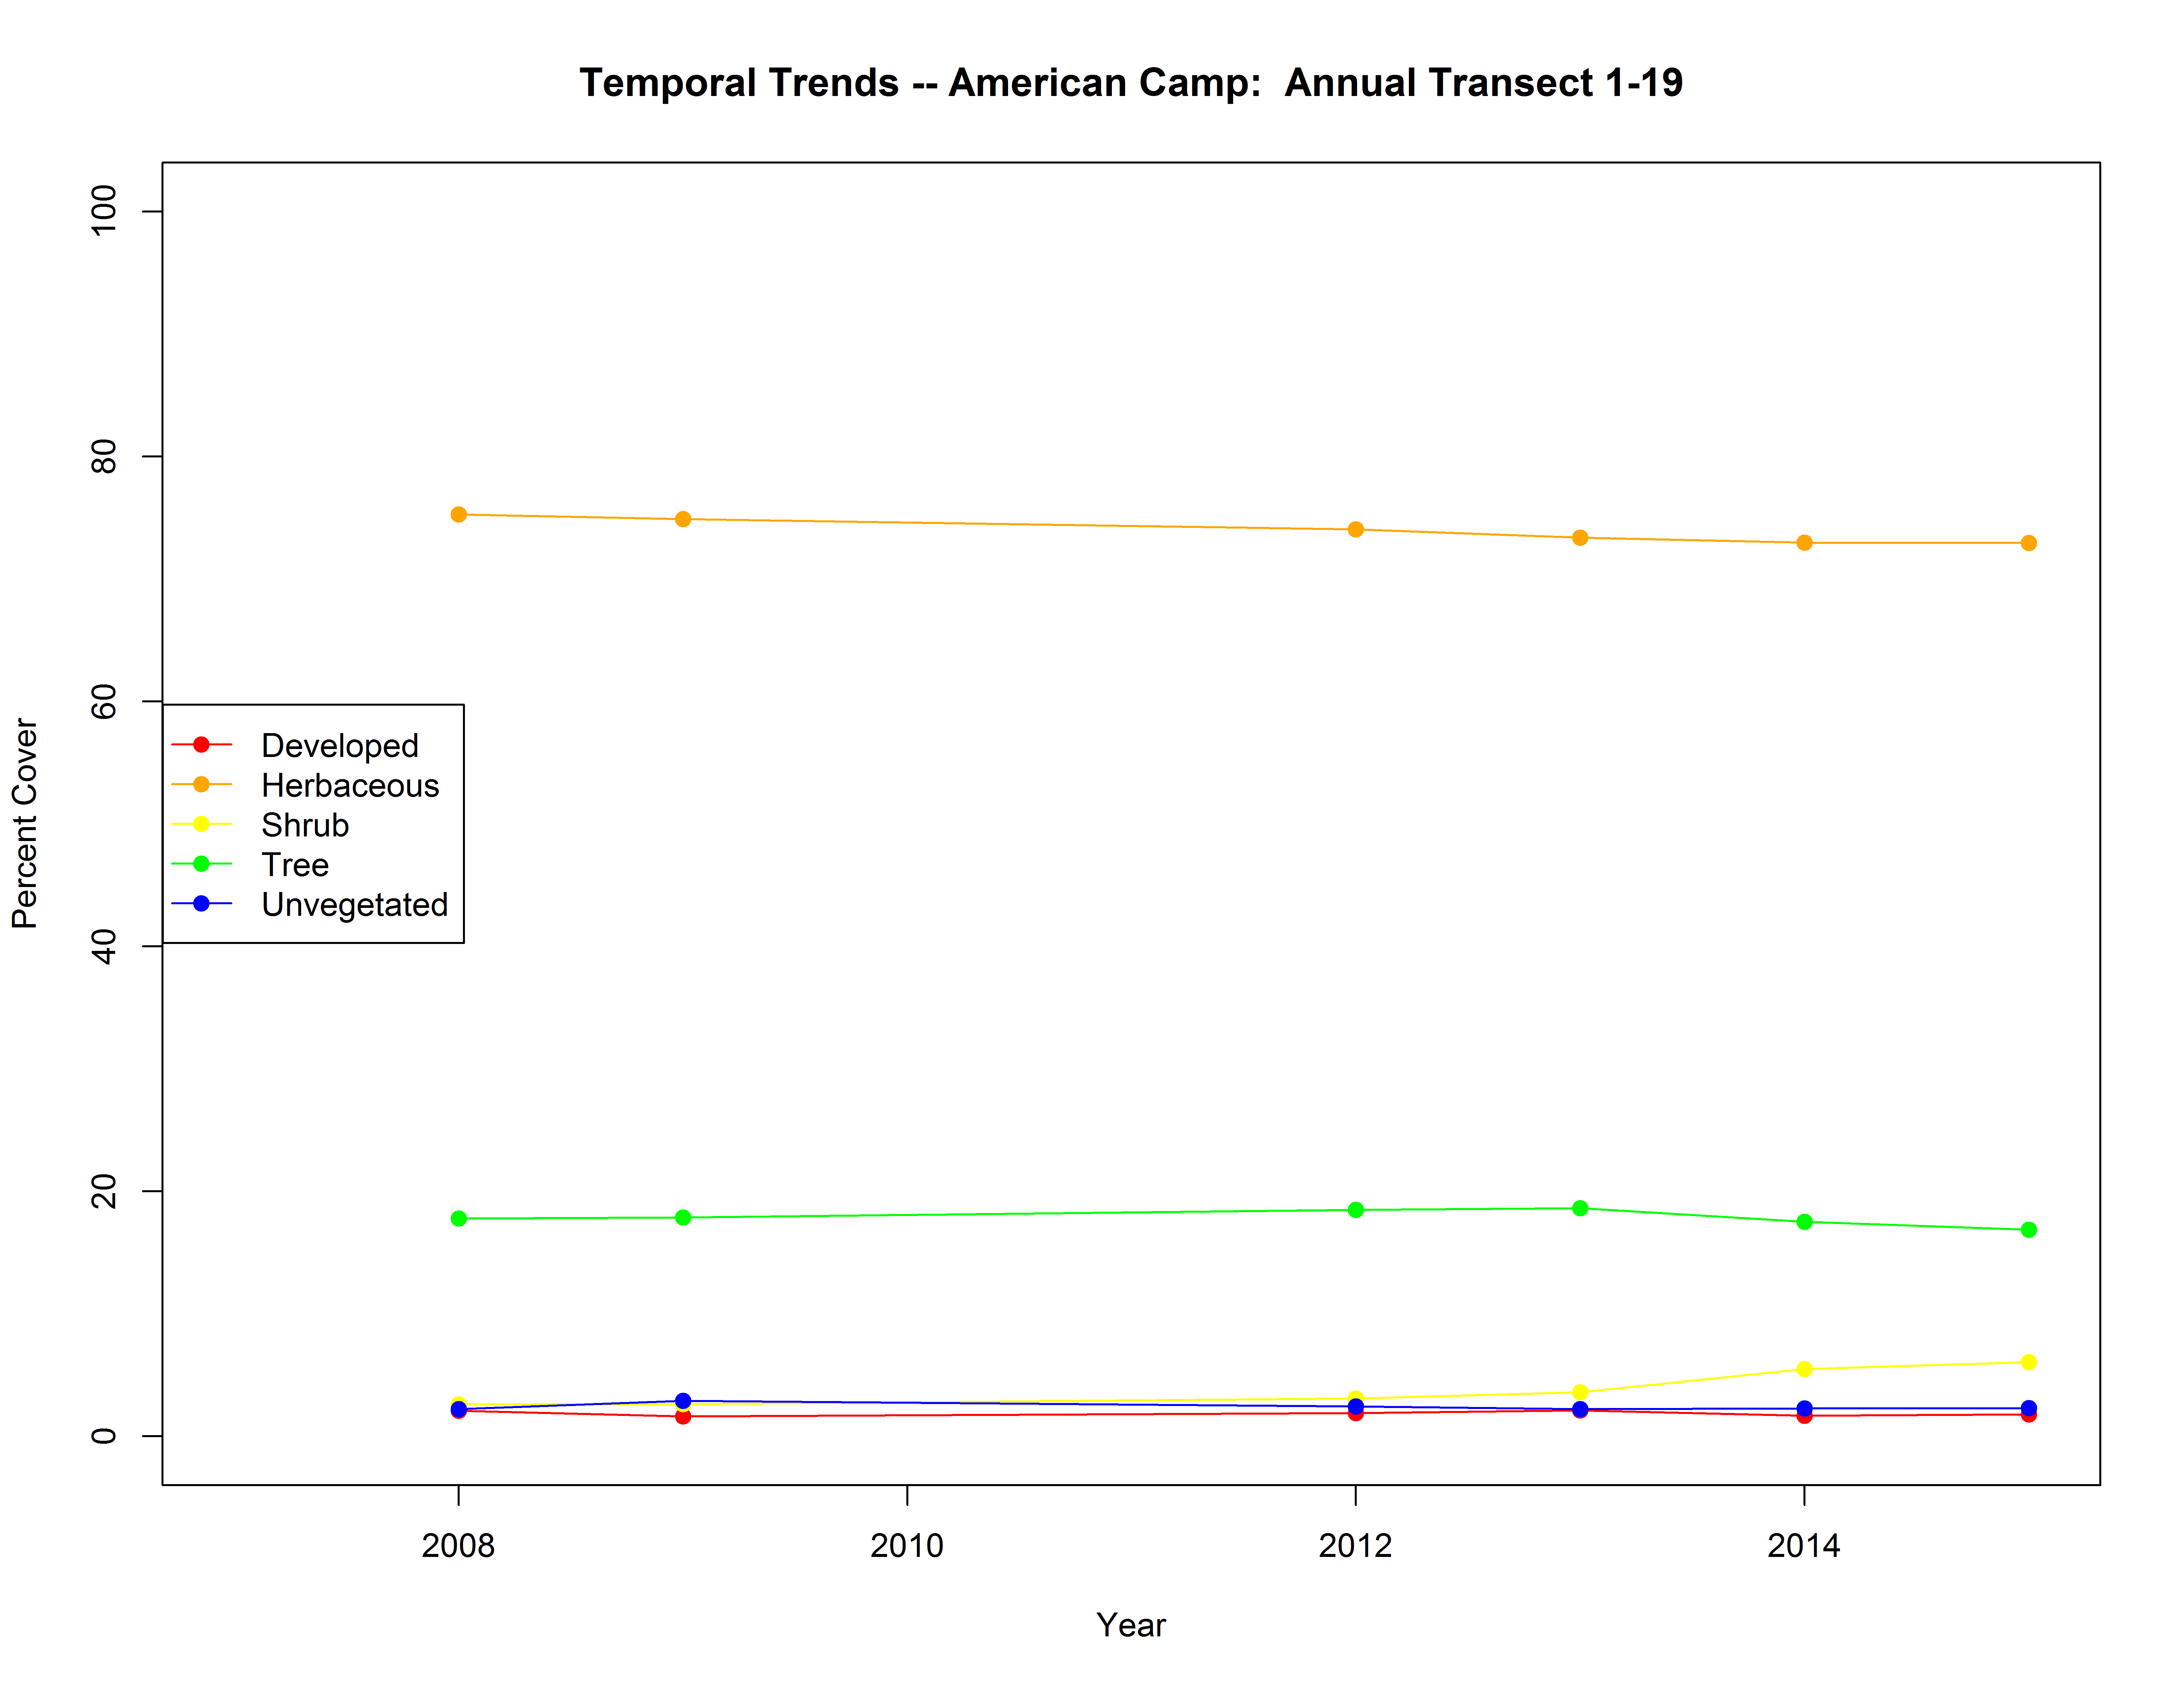 Temporal Trends -- American Camp:  Annual Transect 1-19
Percent Cover
100
80
60
40
20
0
Developed
Herbaceous
Shrub
Tree
Unvegetated
2008 2010 2012 2014
Year